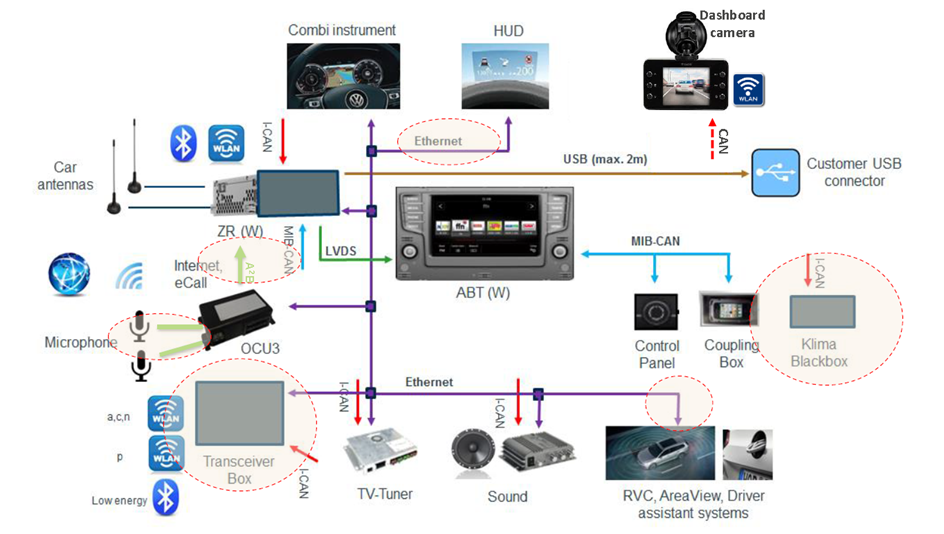 Combi instrument
HUD
Dashboard
camera
WLAN
I-CAN
Ethernet
CAN
WLAN
Car
antennas
USB (max. 2m)
Customer USB
connector
ZR (W)
MIB-CAN
LVDS
MIB-CAN
Internet,
eCall
A²B
ABT (W)
I-CAN
Microphone
OCU3
Control
Panel
Coupling
Box
Klima
Blackbox
Ethernet
I-CAN
I-CAN
a,c,n
WLAN
p
WLAN
Transceiver
Box
I-CAN
Low energy
TV-Tuner
Sound
RVC, AreaView, Driver
assistant systems